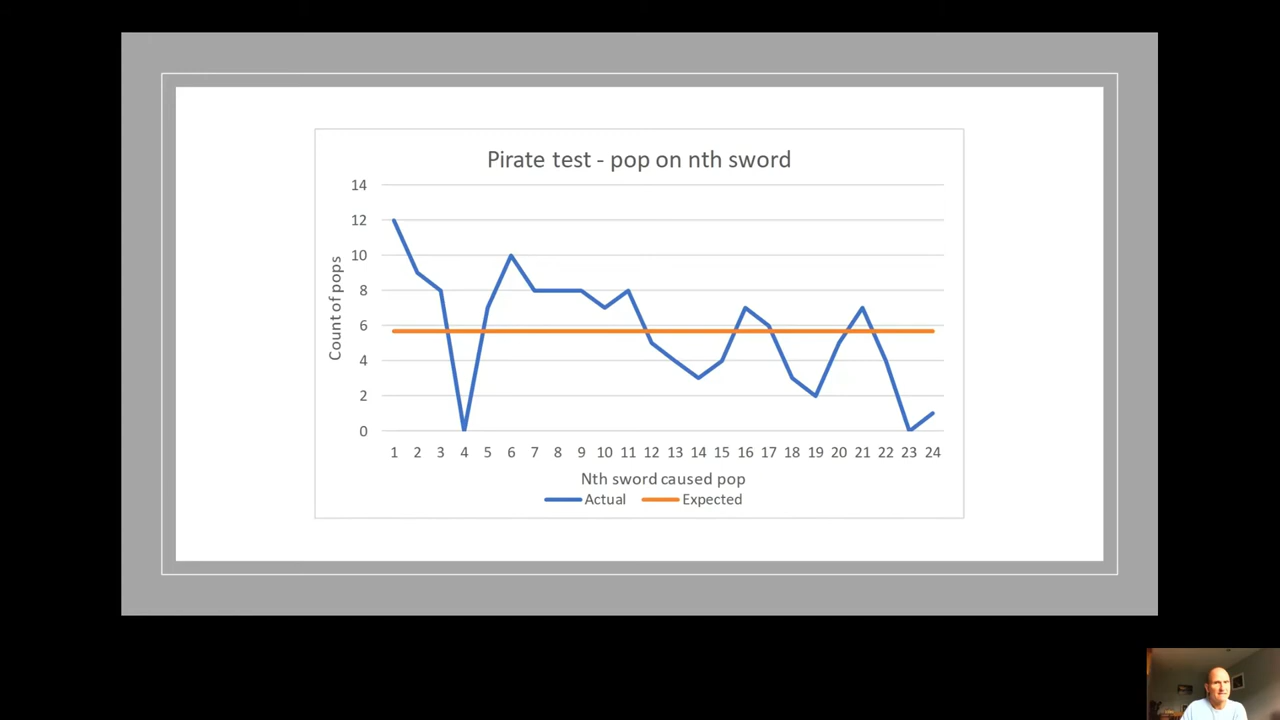 Pirate test - pop on nth sword
14
12
10
8
6
4
2
0
Count of pops
1 2 3 4 5 6 7 8 9 10 11 12 13 14 15 16 17 18 19 20 21 22 23 24
Nth sword caused pop
Actual Expected